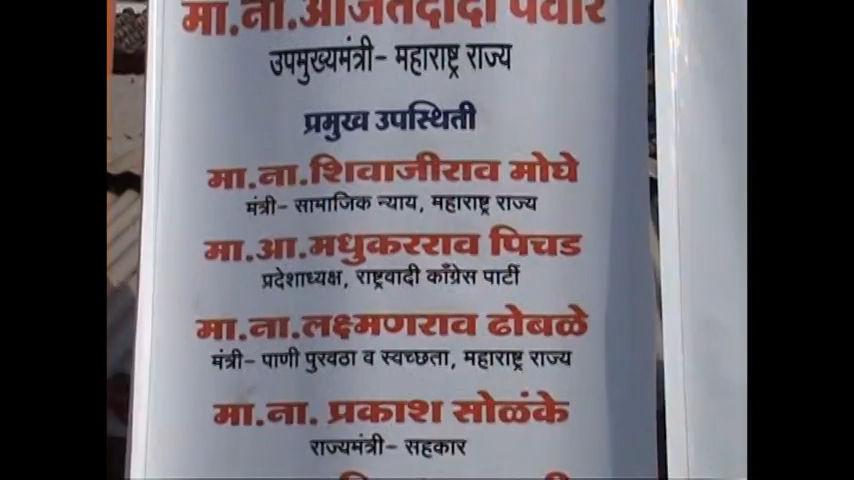 मा.ना.अजितदादा पवार
उपमुख्यमंत्री- महाराष्ट्र राज्य
प्रमुख उपस्थिती
मा.ना.शिवाजीराव मोघे
मंत्री- सामाजिक न्याय, महाराष्ट्र राज्य
मा.आ.मधुकरराव पिचड
प्रदेशाध्यक्ष, राष्ट्रवादी काँग्रेस पार्टी
मा.ना.लक्ष्मणराव ढोबळे
मंत्री- पाणी पुरवठा व स्वच्छता, महाराष्ट्र राज्य
मा.ना. प्रकाश सोळंके
राज्यमंत्री- सहकार